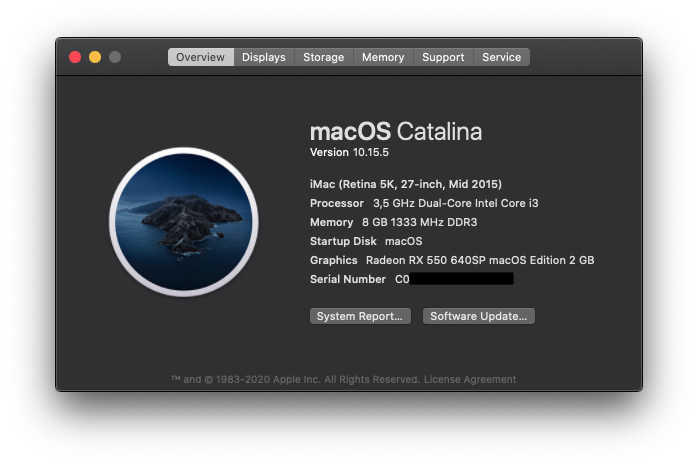 Overview Displays Storage Memory Support Service
macOS Catalina
Version 10.15.5
iMac (Retina 5K, 27-inch, Mid 2015)
Processor 3,5 GHz Dual-Core Intel Core i3
Memory 8 GB 1333 MHz DDR3
Startup Disk macOS
Graphics Radeon RX 550 640SP macOS Edition 2 GB
Serial Number C0
System Report... Software Update...
™ and © 1983-2020 Apple Inc. All Rights Reserved. License Agreement